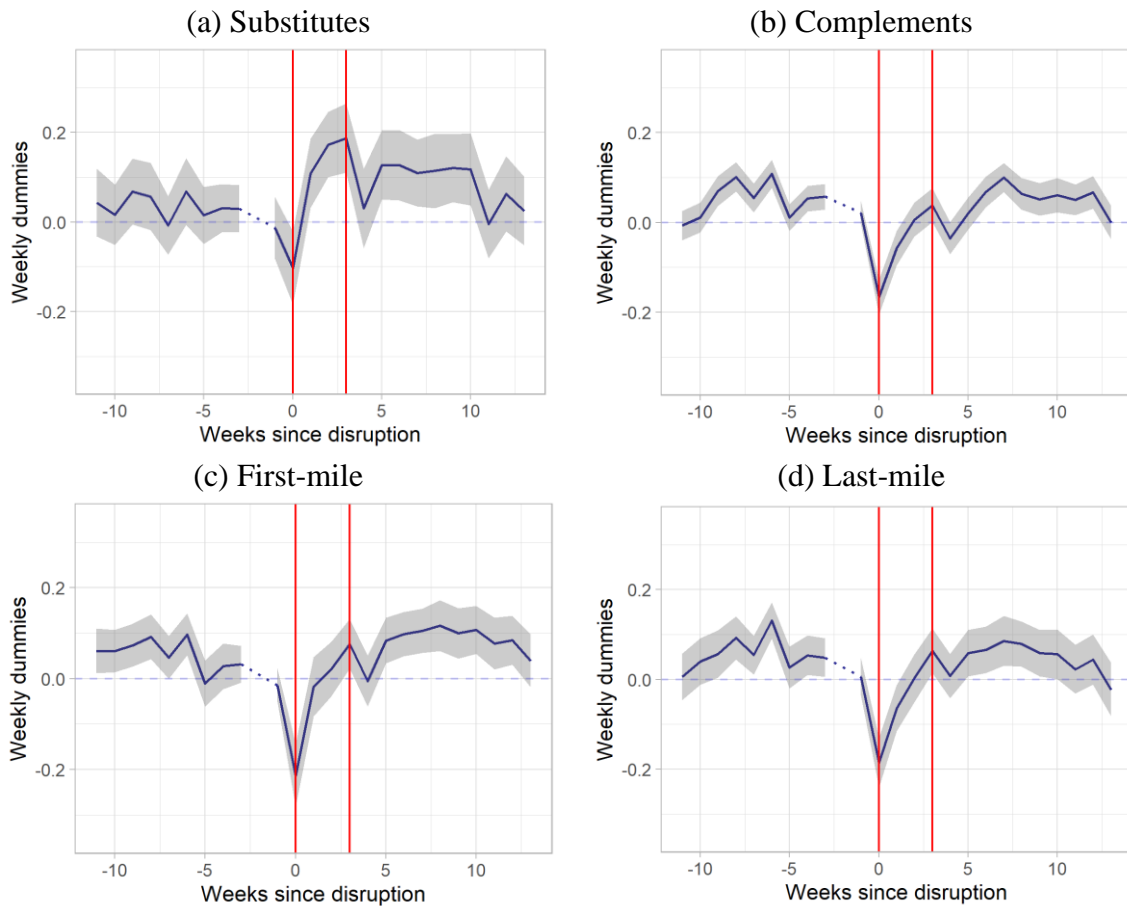 (a) Substitutes
Weekly dummies
0.2
0.0
-0.2
-10 -5 0 5 10
Weeks since disruption
(b) Complements
Weekly dummies
0.2
0.0
-0.2
-10 -5 0 5 10
Weeks since disruption
(c) First-mile
Weekly dummies
0.2
0.0
-0.2
-10 -5 0 5 10
Weeks since disruption
(d) Last-mile
Weekly dummies
0.2
0.0
-0.2
-10 -5 0 5 10
Weeks since disruption